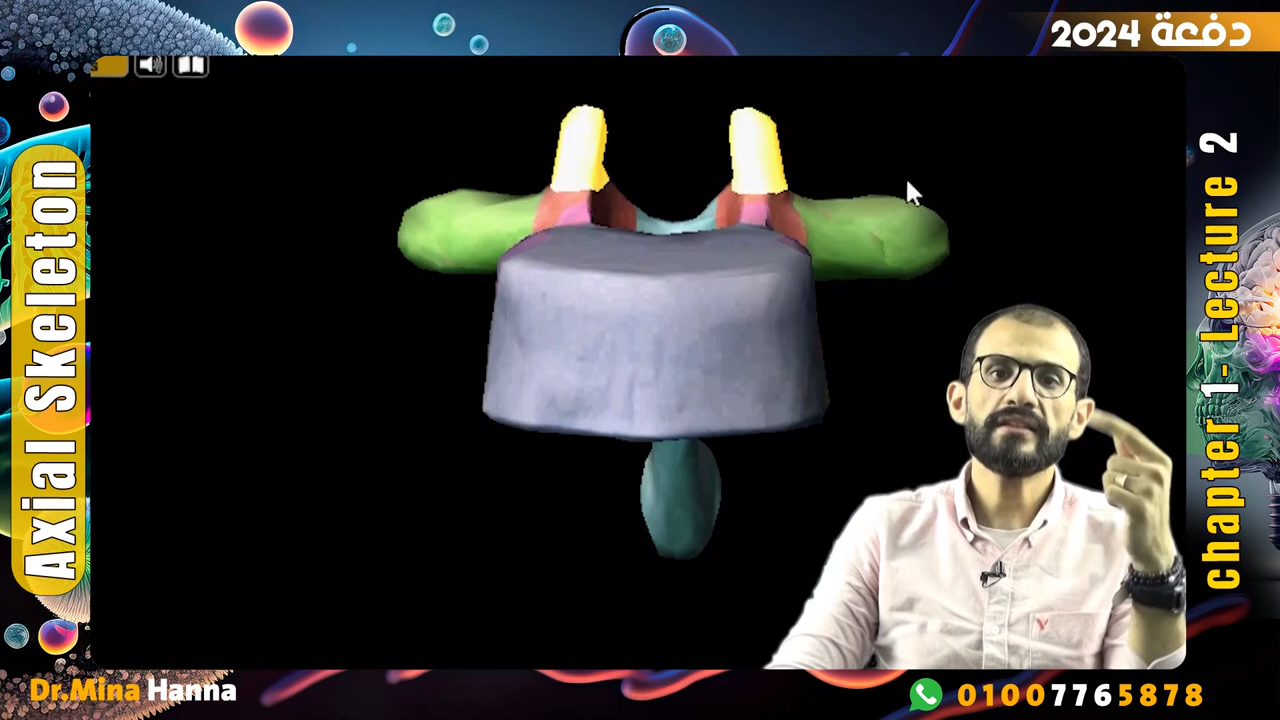 دفعة 2024
Axial Skeleton
chapter 1- Lecture 2
Dr.Mina Hanna
01007765878